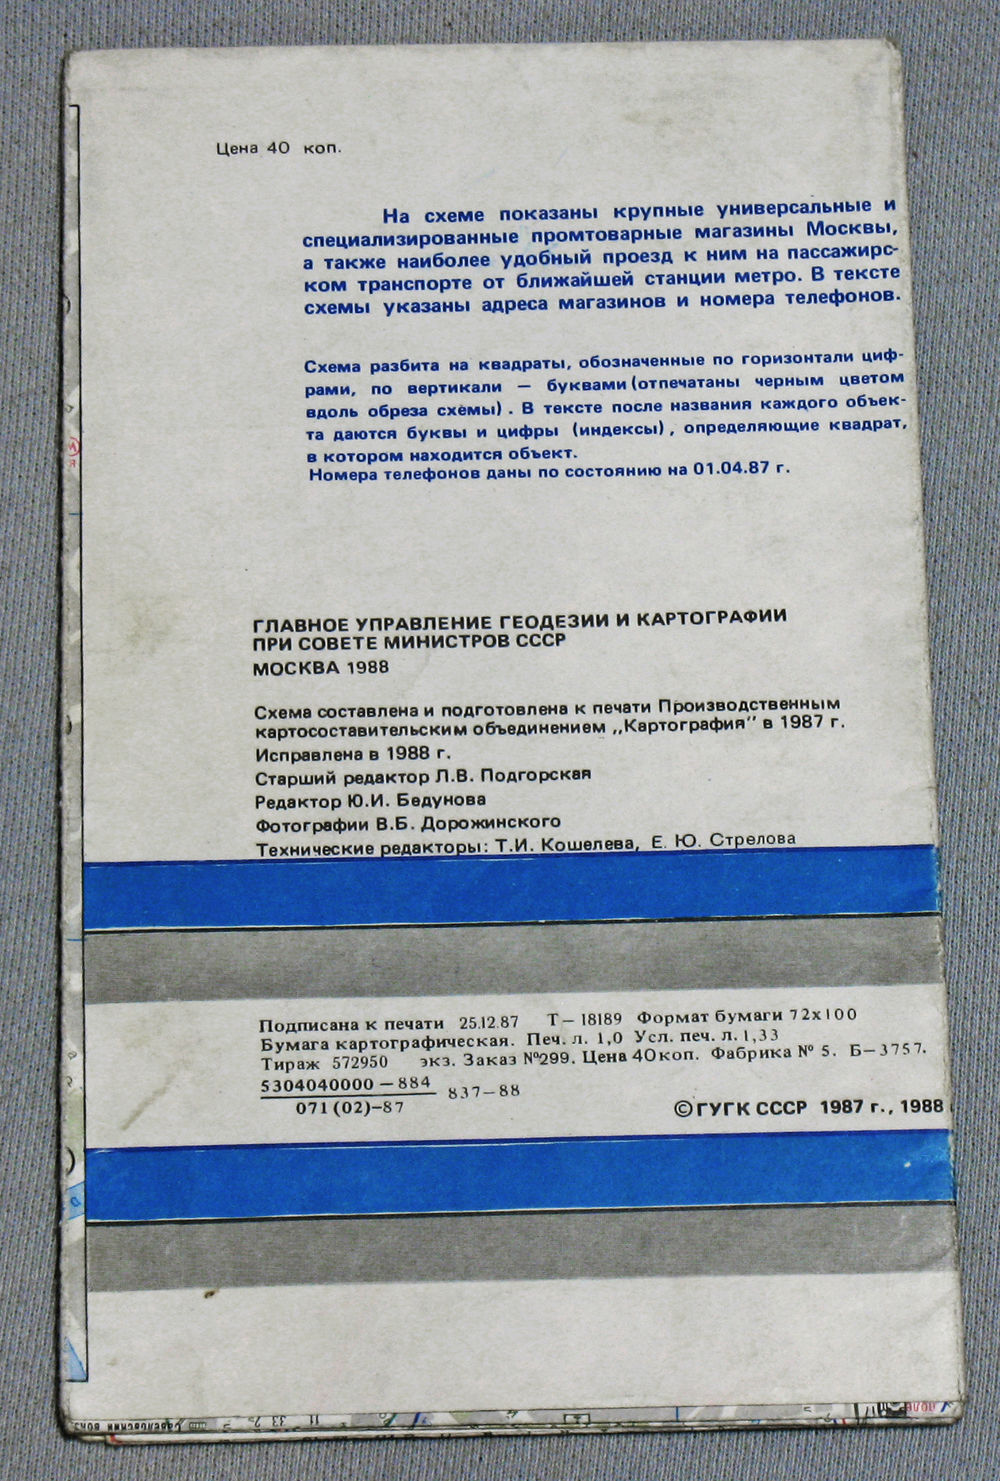 Цена 40 коп.
На схеме показаны крупные универсальные и
специализированные промтоварные магазины Москвы,
а также наиболее удобный проезд к ним на пассажирс-
ком транспорте от ближайшей станции метро. В тексте
схемы указаны адреса магазинов и номера телефонов.
Схема разбита на квадраты, обозначенные по горизонтали циф-
рами, по вертикали — буквами (отпечатаны черным цветом
вдоль обреза схемы). В тексте после названия каждого объек-
та даются буквы и цифры (индексы), определяющие квадрат,
в котором находится объект.
Номера телефонов даны по состоянию на 01.04.87 г.
ГЛАВНОЕ УПРАВЛЕНИЕ ГЕОДЕЗИИ И КАРТОГРАФИИ
ПРИ СОВЕТЕ МИНИСТРОВ СССР
МОСКВА 1988
Схема составлена и подготовлена к печати Производственным
картосоставительским объединением „Картография" в 1987 г.
Исправлена в 1988 г.
Старший редактор Л.В. Подгорская
Редактор Ю.И. Бедунова
Фотографии В.Б. Дорожинского
Технические редакторы: Т.И. Кошелева, Е. Ю. Стрелова
Подписана к печати 25.12.87 Т — 18189 Формат бумаги 72х100
Бумага картографическая. Печ. л. 1,0 Усл. печ. л. 1,33
Тираж 572950 экз. Заказ №299. Цена 40 коп. Фабрика № 5. Б—3757.
5304040000 — 884
071 (02)—87
837—88
© ГУГК СССР 1987 г., 1988